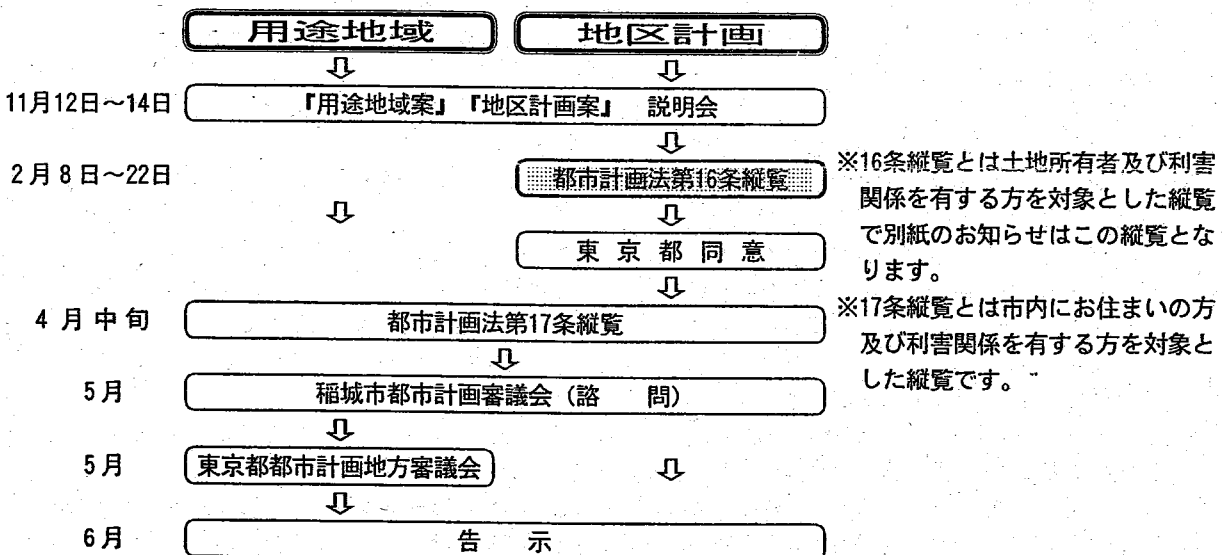 用途地域 地区計画
11月12日～14日 『用途地域案』『地区計画案』 説明会
2月8日～22日 都市計画法第16条縦覧
東京都同意
4月中旬 都市計画法第17条縦覧
5月 稲城市都市計画審議会（諮 問）
5月 東京都都市計画地方審議会
6月 告 示
※16条縦覧とは土地所有者及び利害
関係を有する方を対象とした縦覧
で別紙のお知らせはこの縦覧とな
ります。
※17条縦覧とは市内にお住まいの方
及び利害関係を有する方を対象と
した縦覧です。